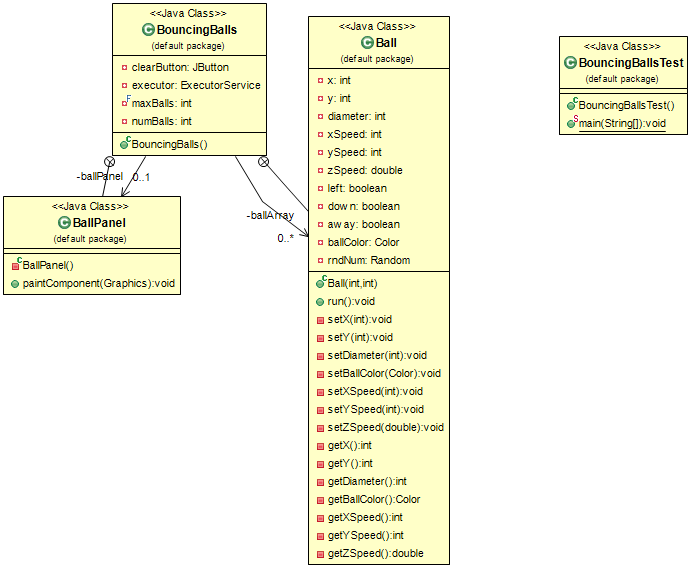 <<Java Class>>
BouncingBalls
(default package)
clearButton: JButton
executor: ExecutorService
maxBalls: int
numBalls: int
BouncingBalls()
-ballPanel
0..1
-ballArray
0..*
<<Java Class>>
BallPanel
(default package)
BallPanel()
paintComponent(Graphics):void
<<Java Class>>
Ball
(default package)
x: int
y: int
diameter: int
xSpeed: int
ySpeed: int
zSpeed: double
left: boolean
down: boolean
away: boolean
ballColor: Color
rndNum: Random
Ball(int,int)
run():void
setX(int):void
setY(int):void
setDiameter(int):void
setBallColor(Color):void
setXSpeed(int):void
setYSpeed(int):void
setZSpeed(double):void
getX():int
getY():int
getDiameter():int
getBallColor():Color
getXSpeed():int
getYSpeed():int
getZSpeed():double
<<Java Class>>
BouncingBallsTest
(default package)
BouncingBallsTest()
main(String[]):void